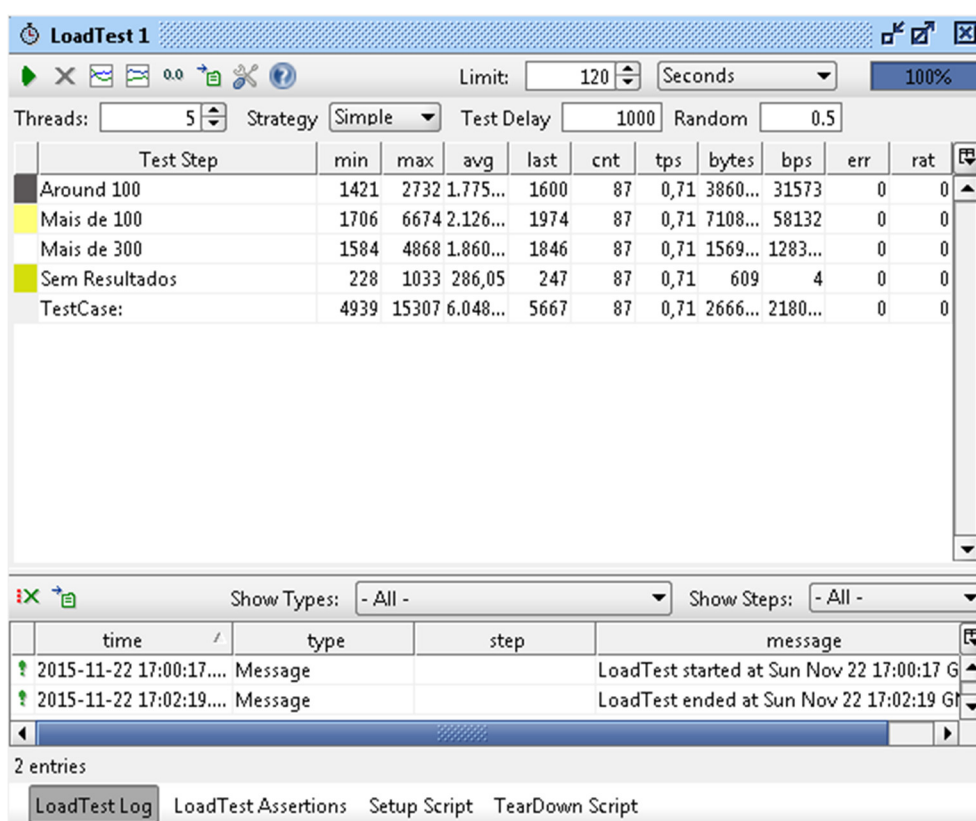 LoadTest 1
0.0 Limit: 120 Seconds 100%
Threads: 5 Strategy Simple Test Delay 1000 Random 0.5
Test Step min max avg last cnt tps bytes bps err rat
Around 100 1421 2732 1.775... 1600 87 0,71 3860... 31573 0 0
Mais de 100 1706 6674 2.126... 1974 87 0,71 7108... 58132 0 0
Mais de 300 1584 4868 1.860... 1846 87 0,71 1569... 1283... 0 0
Sem Resultados 228 1033 286,05 247 87 0,71 609 4 0 0
TestCase: 4939 15307 6.048... 5667 87 0,71 2666... 2180... 0 0
Show Types: - All - Show Steps: - All -
time type step message
2015-11-22 17:00:17.... Message LoadTest started at Sun Nov 22 17:00:17 G
2015-11-22 17:02:19.... Message LoadTest ended at Sun Nov 22 17:02:19 G
2 entries
LoadTest Log LoadTest Assertions Setup Script TearDown Script